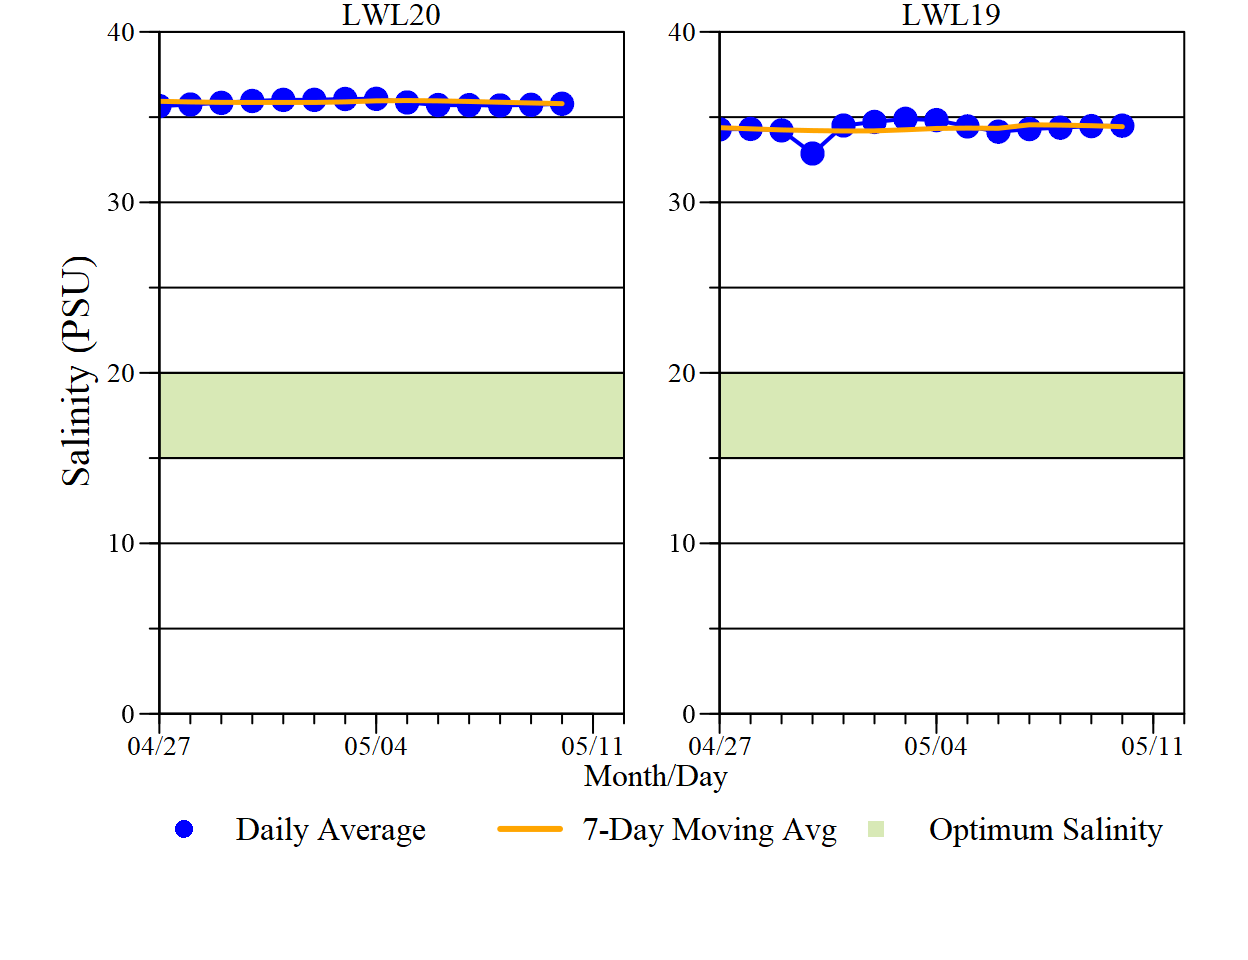 LWL20
LWL19
40
30
20
10
0
40
30
20
10
0
Salinity (PSU)
04/27
05/04
05/11
04/27
05/04
05/11
Month/Day
Daily Average
7-Day Moving Avg
Optimum Salinity